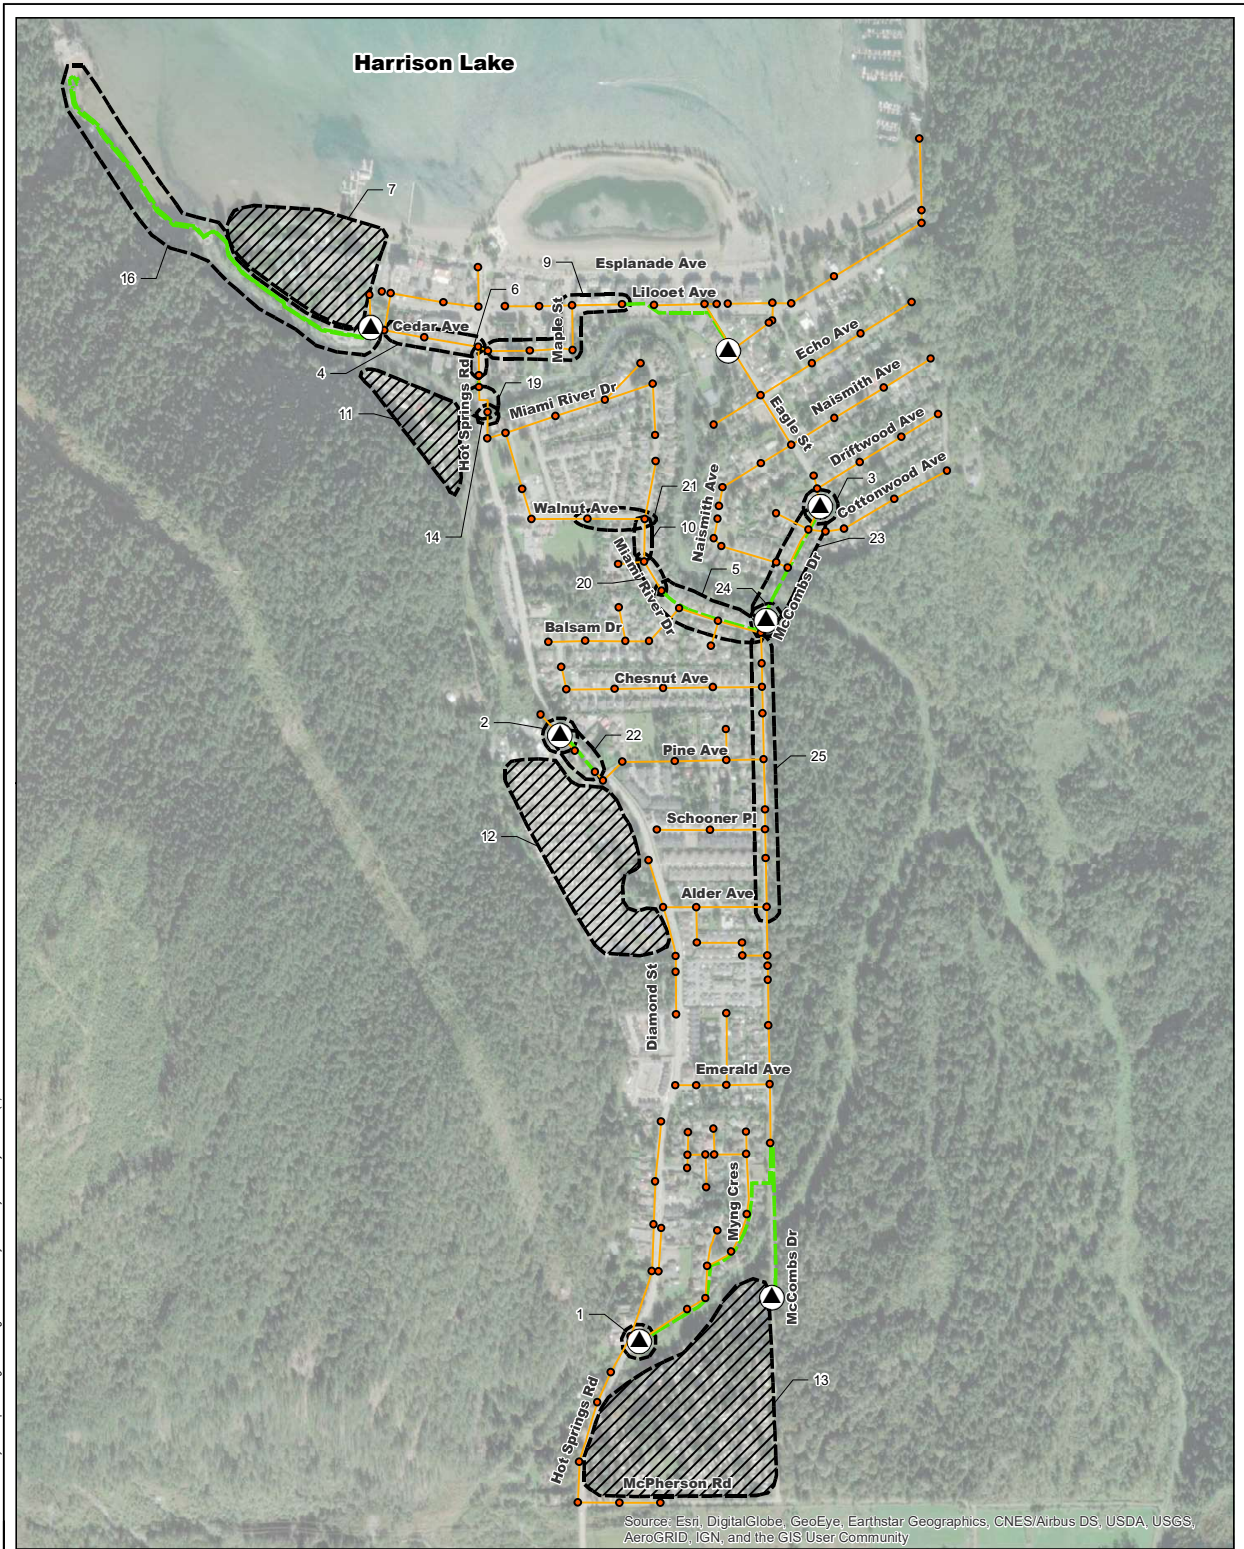 Harrison Lake
7
16
9
Esplanade Ave
6
Lilooet Ave
Cedar Ave
Maple St
Echo Ave
4
Hot Springs Rd
19
Miami River Dr
Naismith Ave
11
Eagle St
Driftwood Ave
Cottonwood Ave
3
21
Naismith Ave
Walnut Ave
10
14
23
Miami River Dr
5
20
24
McCombs Dr
Balsam Dr
Chesnut Ave
2
22
Pine Ave
25
12
Schooner Pl
Alder Ave
Diamond St
Emerald Ave
Myng Cres
McCombs Dr
1
13
Hot Springs Rd
McPherson Rd
Source: Esri, DigitalGlobe, GeoEye, Earthstar Geographics, CNES/Airbus DS, USDA, USGS,
AeroGRID, IGN, and the GIS User Community